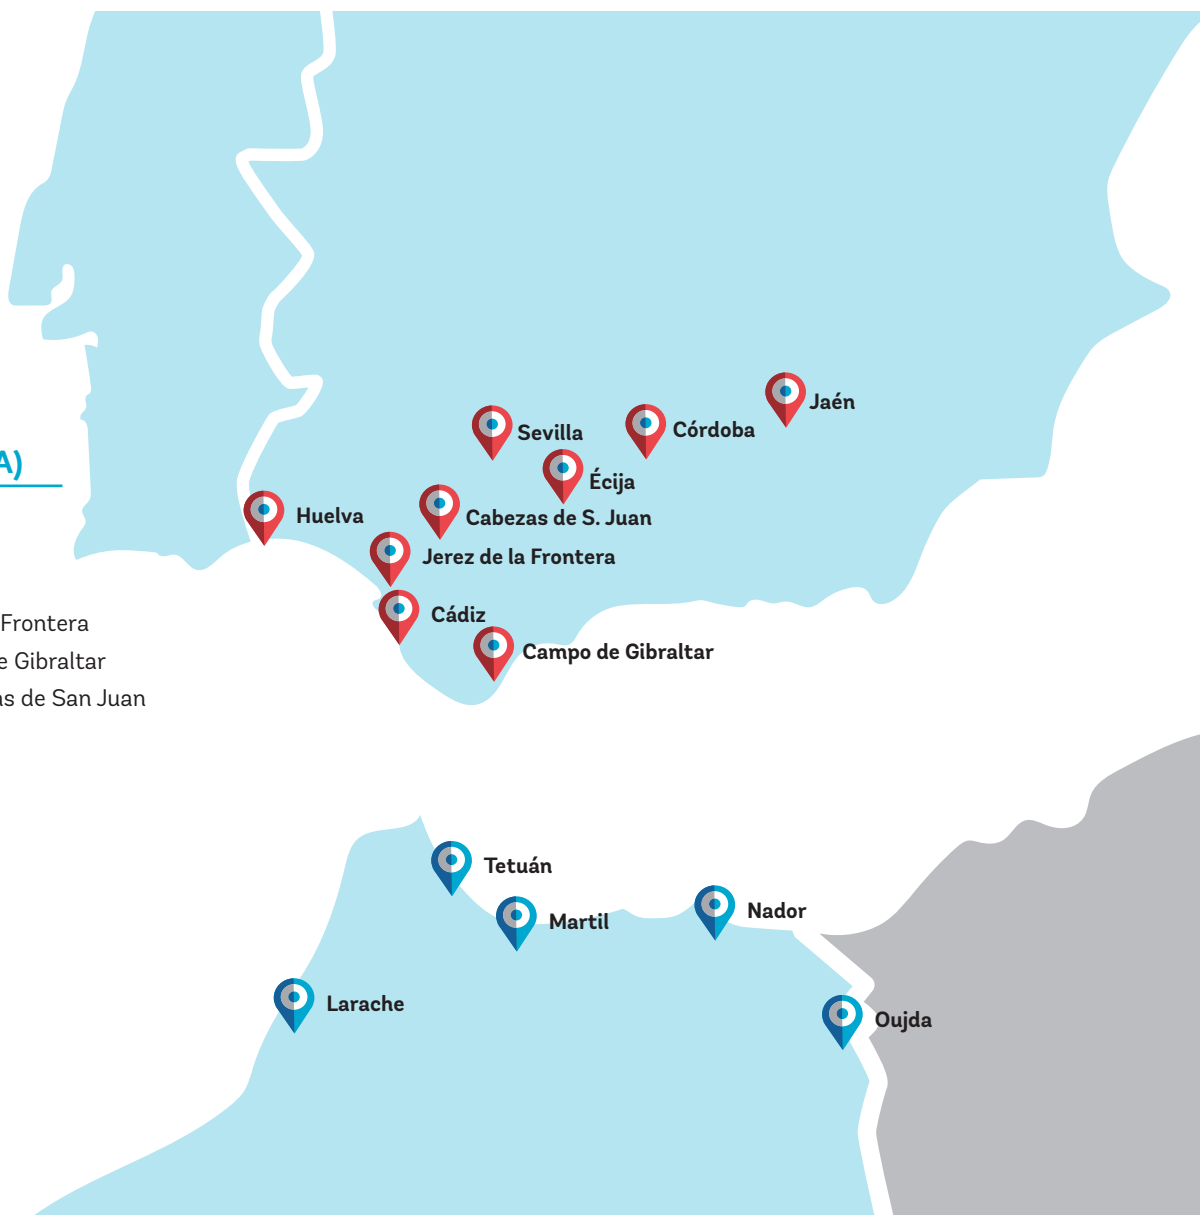 Jaén
Sevilla
Córdoba
A)
Écija
Huelva
Cabezas de S. Juan
Jerez de la Frontera
Cádiz
Frontera
Campo de Gibraltar
e Gibraltar
as de San Juan
Tetuán
Nador
Martil
Larache
Oujda